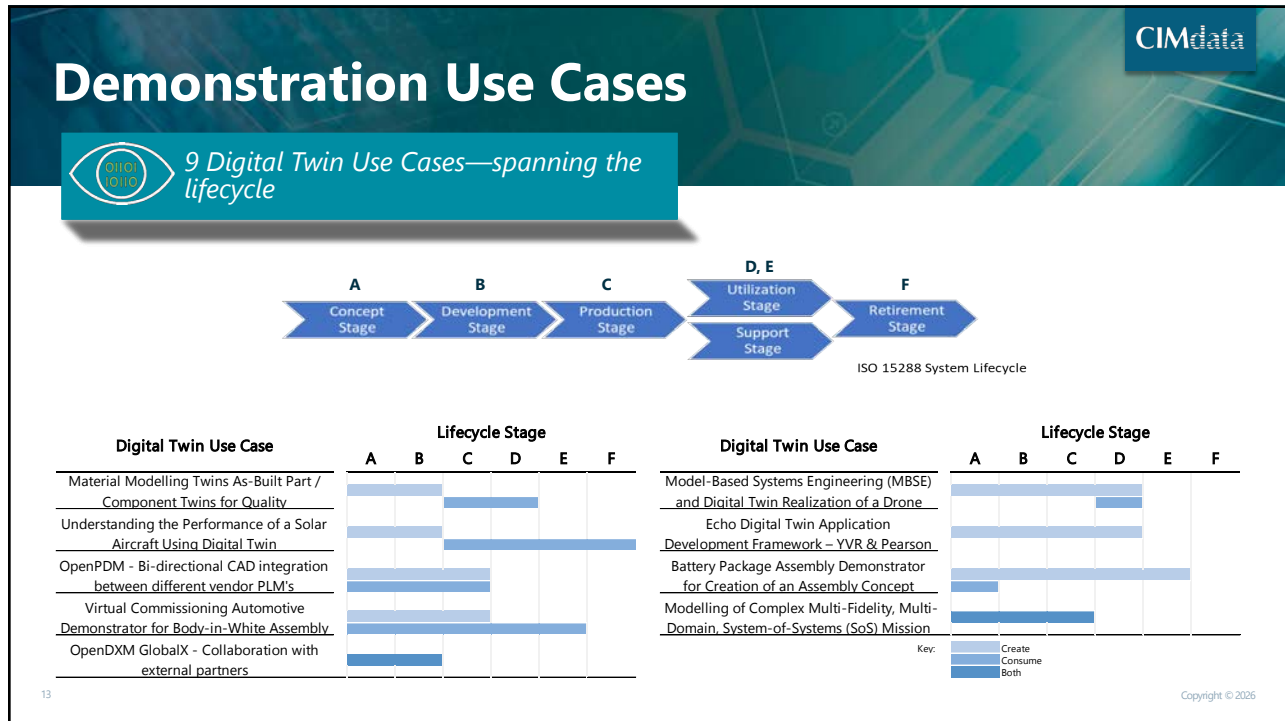 CIMdata
Demonstration Use Cases
01101
10110
9 Digital Twin Use Cases—spanning the
lifecycle
A
B
C
D, E
F
Concept
Stage
Development
Stage
Production
Stage
Utilization
Stage
Support
Stage
Retirement
Stage
ISO 15288 System Lifecycle
Digital Twin Use Case
Lifecycle Stage
A B C D E F
Material Modelling Twins As-Built Part /
Component Twins for Quality
Understanding the Performance of a Solar
Aircraft Using Digital Twin
OpenPDM - Bi-directional CAD integration
between different vendor PLM's
Virtual Commissioning Automotive
Demonstrator for Body-in-White Assembly
OpenDXM GlobalX - Collaboration with
external partners
Digital Twin Use Case
Lifecycle Stage
A B C D E F
Model-Based Systems Engineering (MBSE)
and Digital Twin Realization of a Drone
Echo Digital Twin Application
Development Framework – YVR & Pearson
Battery Package Assembly Demonstrator
for Creation of an Assembly Concept
Modelling of Complex Multi-Fidelity, Multi-
Domain, System-of-Systems (SoS) Mission
Key:
Create
Consume
Both
13
Copyright © 2026